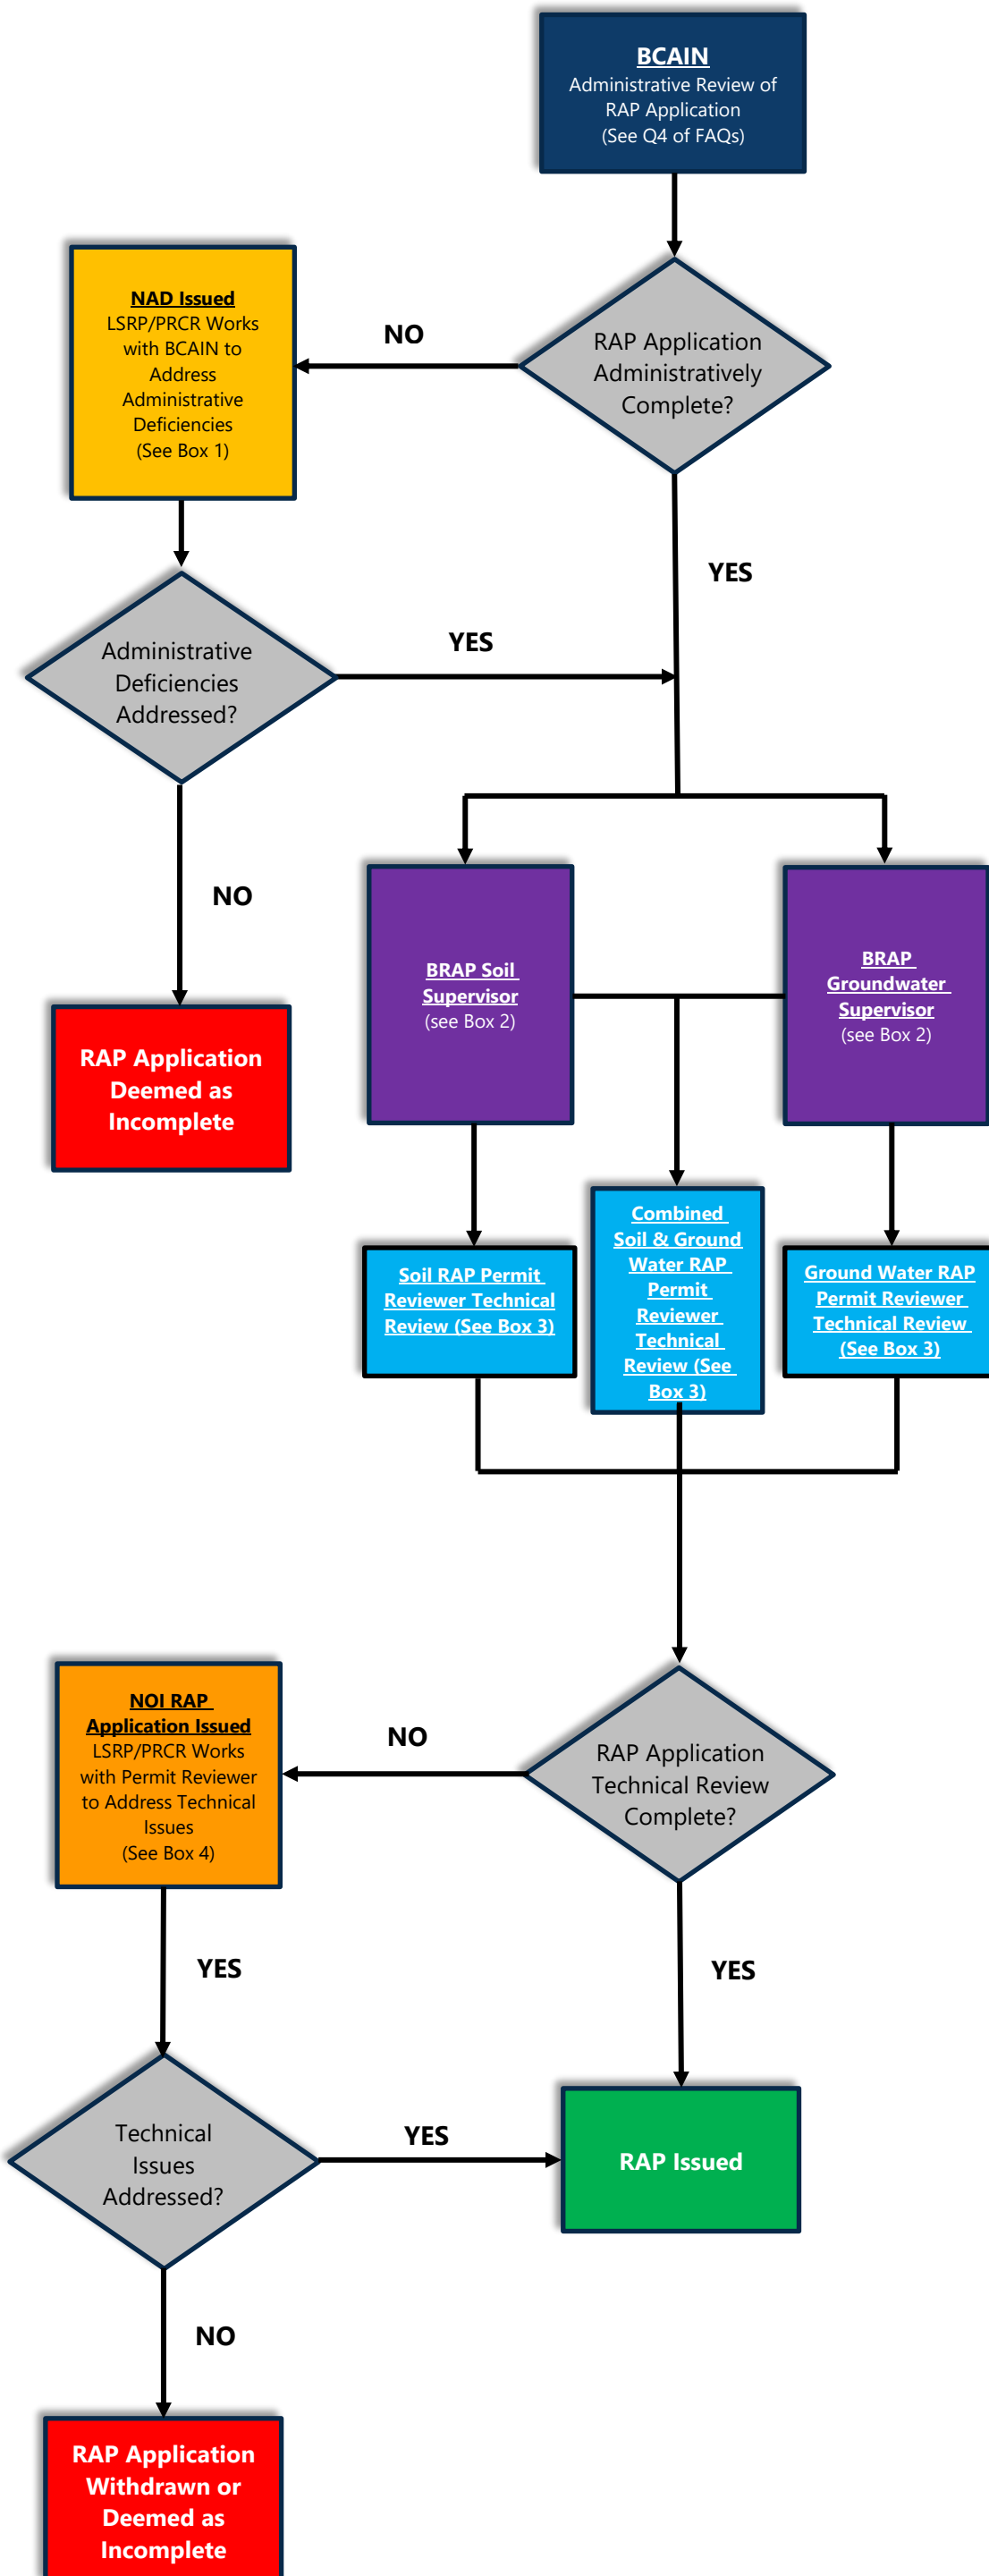 BCAIN
Administrative Review of
RAP Application
(See Q4 of FAQs)
RAP Application
Administratively
Complete?
NO
NAD Issued
LSRP/PRCR Works
with BCAIN to
Address
Administrative
Deficiencies
(See Box 1)
YES
Administrative
Deficiencies
Addressed?
YES
NO
RAP Application
Deemed as
Incomplete
BRAP Soil
Supervisor
(see Box 2)
BRAP
Groundwater
Supervisor
(see Box 2)
Soil RAP Permit
Reviewer Technical
Review (See Box 3)
Combined
Soil & Ground
Water RAP
Permit
Reviewer
Technical
Review (See
Box 3)
Ground Water RAP
Permit Reviewer
Technical Review
(See Box 3)
RAP Application
Technical Review
Complete?
NO
NOI RAP
Application Issued
LSRP/PRCR Works
with Permit Reviewer
to Address Technical
Issues
(See Box 4)
YES
YES
Technical
Issues
Addressed?
YES
RAP Issued
NO
RAP Application
Withdrawn or
Deemed as
Incomplete